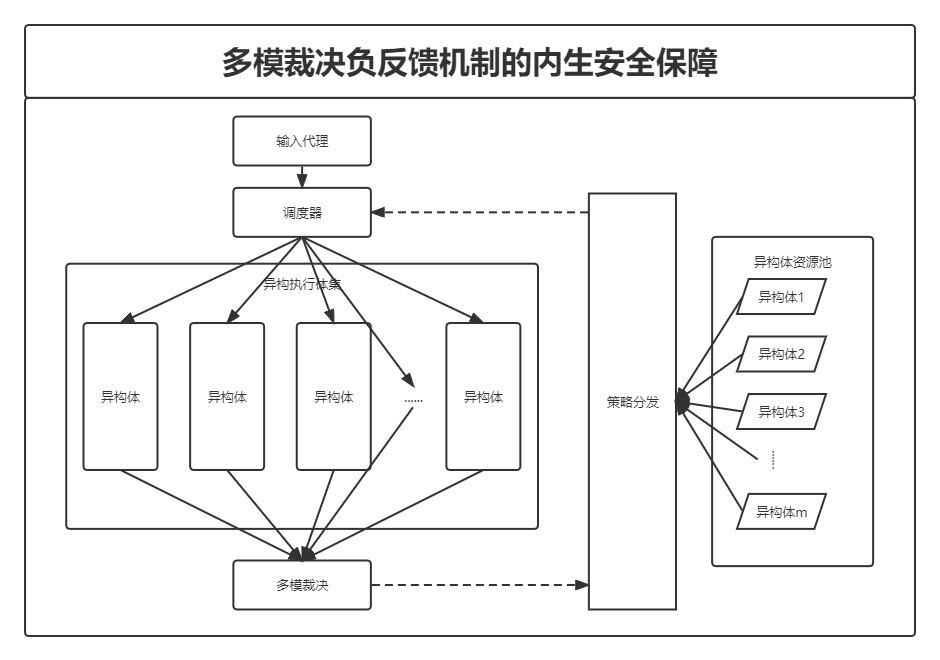 多模裁决负反馈机制的内生安全保障
输入代理
调度器
异构执行体集
异构体
异构体
异构体
......
异构体
多模裁决
策略分发
异构体资源池
异构体1
异构体2
异构体3
......
异构体m